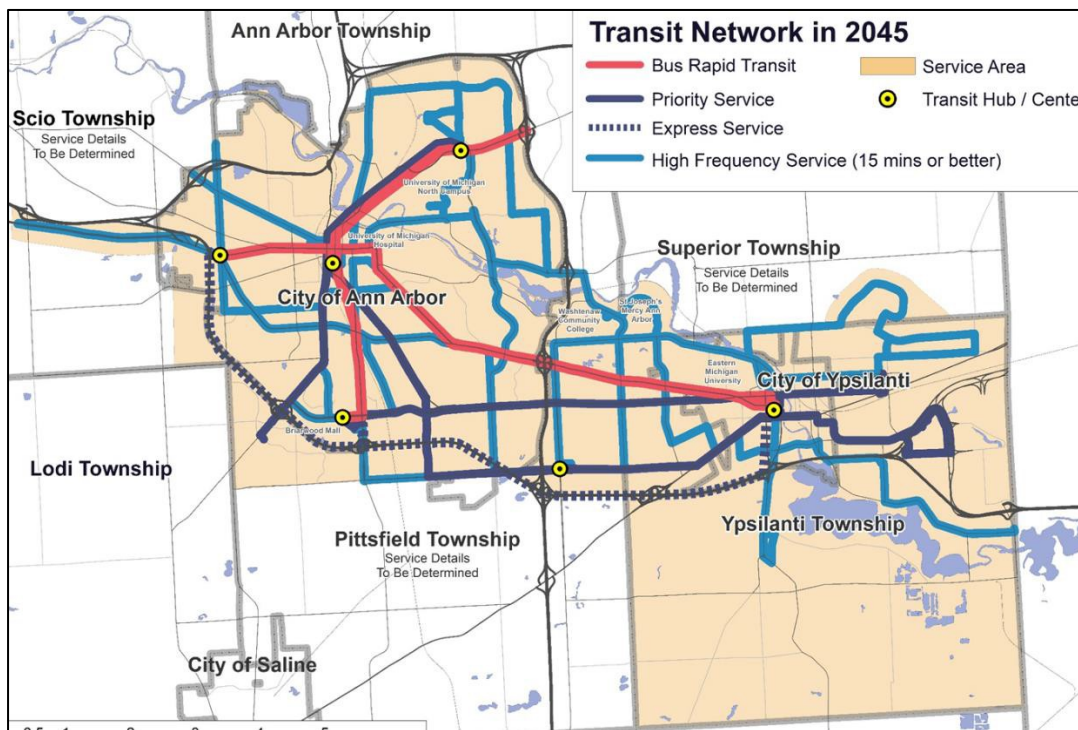 Ann Arbor Township
Transit Network in 2045
Bus Rapid Transit
Service Area
Priority Service
Transit Hub / Cente
Express Service
High Frequency Service (15 mins or better)
Scio Township
Service Details
To Be Determined
University of Michigan
North Campus
University of Michigan
Hospital
City of Ann Arbor
Superior Township
Service Details
To Be Determined
Washtenaw
Community
College
St Joseph's
Mercy Ann
Arbor
Eastern
Michigan
University
City of Ypsilanti
Briarwood Mall
Lodi Township
Pittsfield Township
Service Details
To Be Determined
Ypsilanti Township
City of Saline